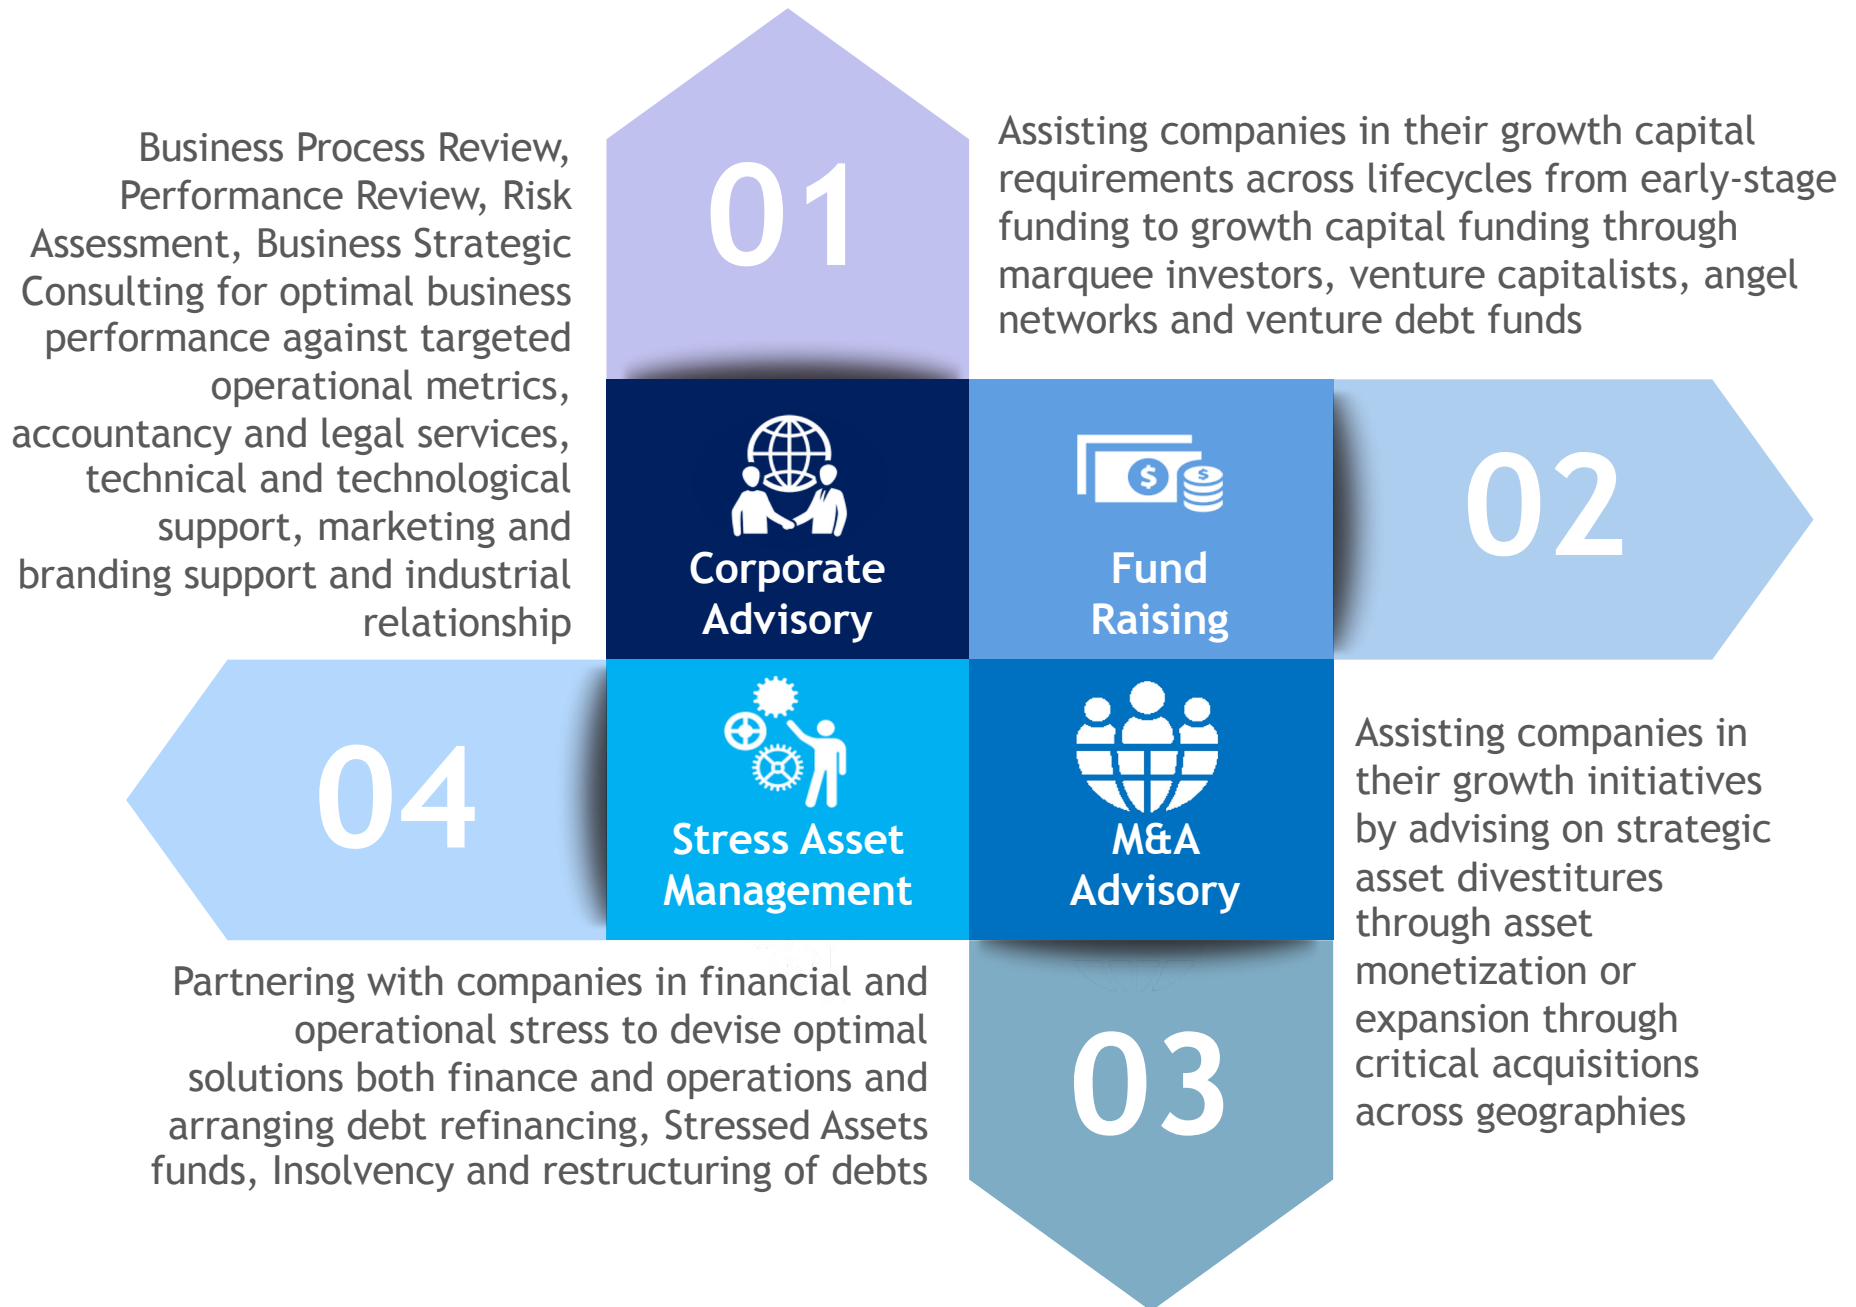 01
Business Process Review,
Performance Review, Risk
Assessment, Business Strategic
Consulting for optimal business
performance against targeted
operational metrics,
accountancy and legal services,
technical and technological
support, marketing and
branding support and industrial
relationship
Corporate
Advisory
Assisting companies in their growth capital
requirements across lifecycles from early-stage
funding to growth capital funding through
marquee investors, venture capitalists, angel
networks and venture debt funds
$
$
Fund
Raising
02
04
Stress Asset
Management
Partnering with companies in financial and
operational stress to devise optimal
solutions both finance and operations and
arranging debt refinancing, Stressed Assets
funds, Insolvency and restructuring of debts
M&A
Advisory
Assisting companies in
their growth initiatives
by advising on strategic
asset divestitures
through asset
monetization or
expansion through
critical acquisitions
across geographies
03